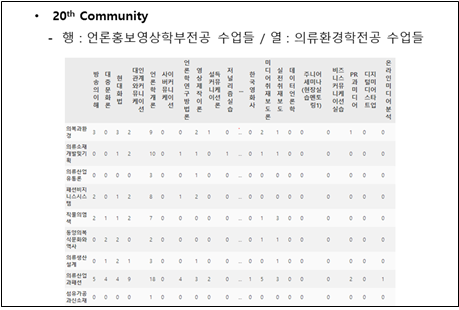 • 20th Community
- 행 : 언론홍보영상학부전공 수업들 / 열 : 의류환경학전공 수업들
방송의이해 대중문화론 현대화법 대인관계와커뮤니케이션 언론학개론 사이버커뮤니케이션 언론학연구방법론 영상제작이론 설득커뮤니케이션론 저널리즘실습 ... 한국영화사 미디어취재보도론 실전취재보도 데이터언론학 주니어세미나(현장실습멘토링1) 비즈니스커뮤니케이션실습 PR과미디어 디지털미디어스타트업 온라인미디어분석
의복과환경 3 0 3 2 9 0 0 2 1 0 ... 0 2 1 0 0 0 1 0 0
의류소재개발및기획 0 0 1 2 10 0 1 1 0 1 ... 0 1 0 0 0 0 0 0 0
의류산업유통론 0 0 0 0 1 0 0 0 0 0 ... 0 0 0 0 0 0 0 0 0
패션비지니스시스템 2 0 1 2 8 0 1 2 0 0 ... 0 0 0 0 0 0 0 0 0
직물의염색 2 1 1 2 7 0 0 0 0 0 ... 0 1 3 0 0 0 0 0 0
동양의복식문화와역사 0 2 2 0 2 0 0 0 0 0 ... 0 1 1 0 0 0 0 0 0
의류생산설계 0 1 2 1 3 0 0 1 0 0 ... 0 0 1 0 0 0 0 0 0
의류산업과패션 5 4 4 9 18 0 4 3 2 0 ... 1 0 3 0 0 0 2 0 1
섬유가공과신소재 0 0 0 0 1 0 0 0 0 0 ... 0 0 0 0 0 0 0 0 0